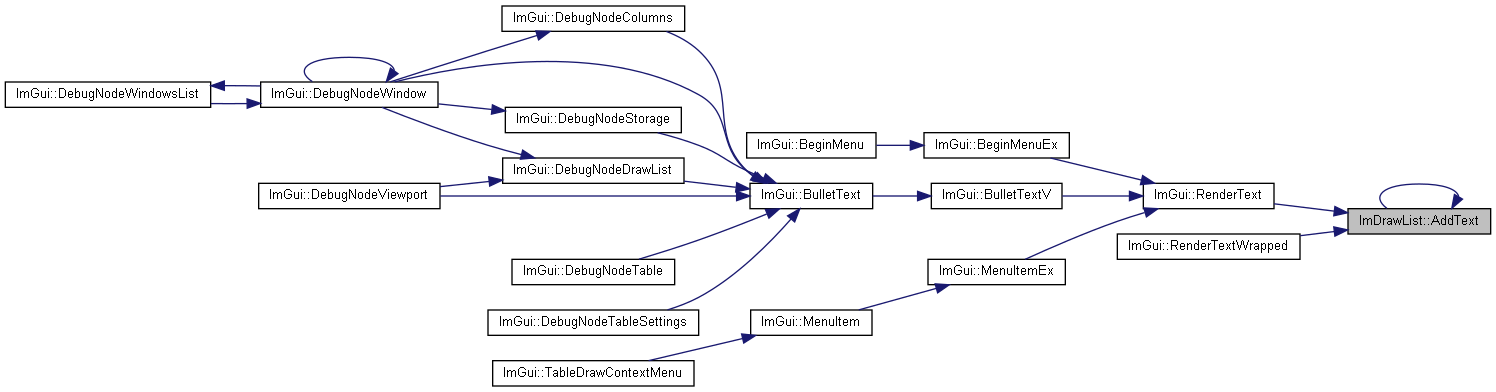 ImGui::DebugNodeColumns
ImGui::DebugNodeWindowsList
ImGui::DebugNodeWindow
ImGui::DebugNodeStorage
ImGui::BeginMenu
ImGui::BeginMenuEx
ImGui::DebugNodeDrawList
ImGui::DebugNodeViewport
ImGui::BulletText
ImGui::BulletTextV
ImGui::RenderText
ImDrawList::AddText
ImGui::RenderTextWrapped
ImGui::DebugNodeTable
ImGui::MenuItemEx
ImGui::DebugNodeTableSettings
ImGui::MenuItem
ImGui::TableDrawContextMenu